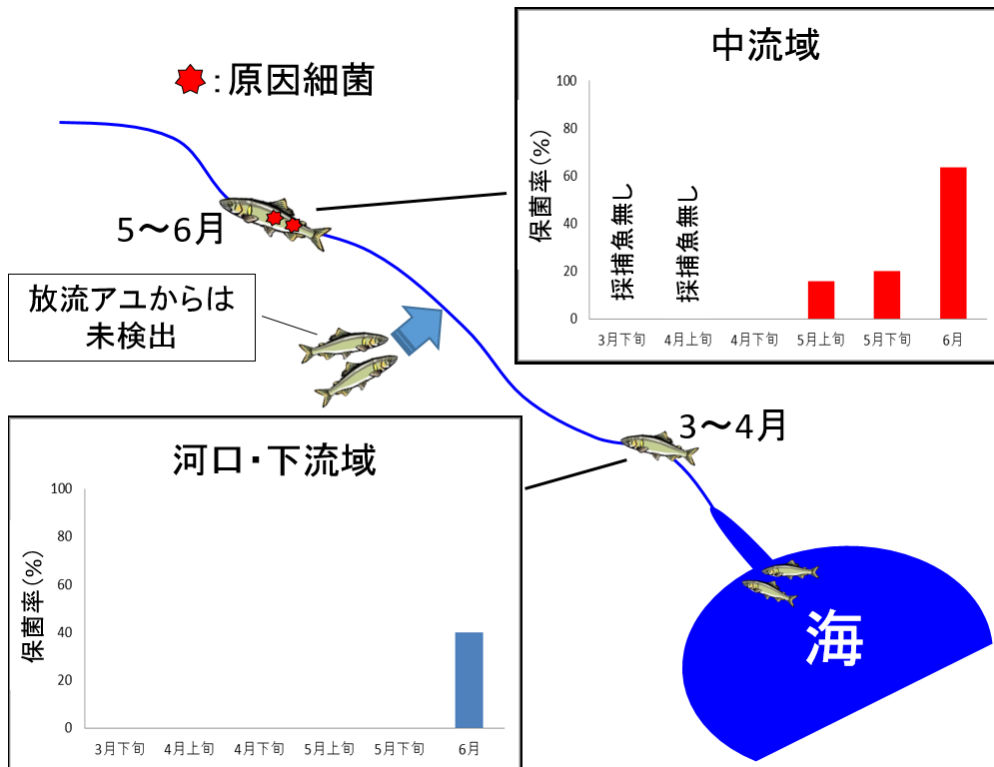 :原因細菌
5～6月
放流アユからは
未検出
中流域
保菌率(%)
100
80
60
40
20
0
採捕魚無し
採捕魚無し
3月下旬 4月上旬 4月下旬 5月上旬 5月下旬 6月
3～4月
河口・下流域
保菌率(%)
100
80
60
40
20
0
3月下旬 4月上旬 4月下旬 5月上旬 5月下旬 6月
海